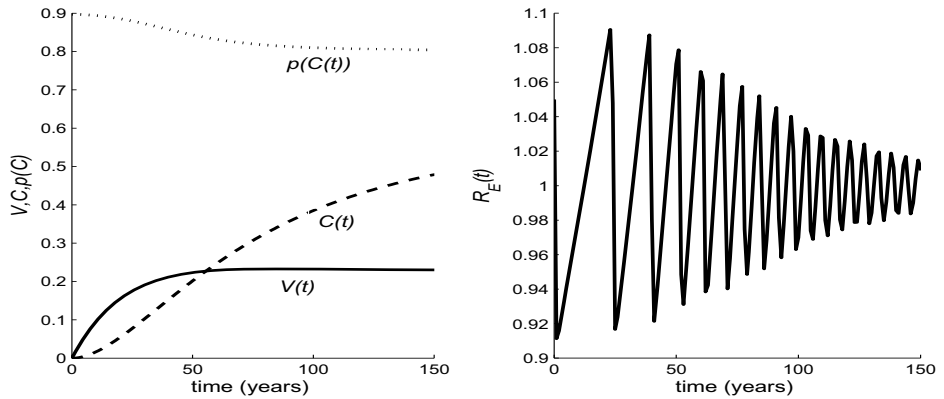 0.9
0.8
0.7
0.6
0.5
0.4
0.3
0.2
0.1
0
V,C,p(C)
p(C(t))
C(t)
V(t)
0 50 100 150
time (years)
1.1
1.08
1.06
1.04
1.02
1
0.98
0.96
0.94
0.92
0.9
R_E(t)
0 50 100 150
time (years)